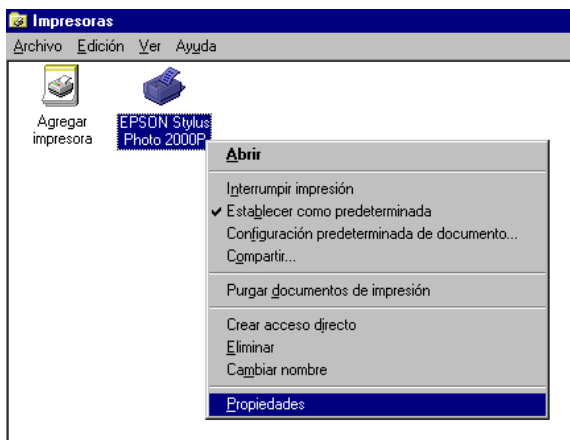 Impresoras
Archivo Edición Ver Ayuda
Agregar
impresora
EPSON Stylus
Photo 2000P
Abrir
Interrumpir impresión
Establecer como predeterminada
Configuración predeterminada de documento...
Compartir...
Purgar documentos de impresión
Crear acceso directo
Eliminar
Cambiar nombre
Propiedades